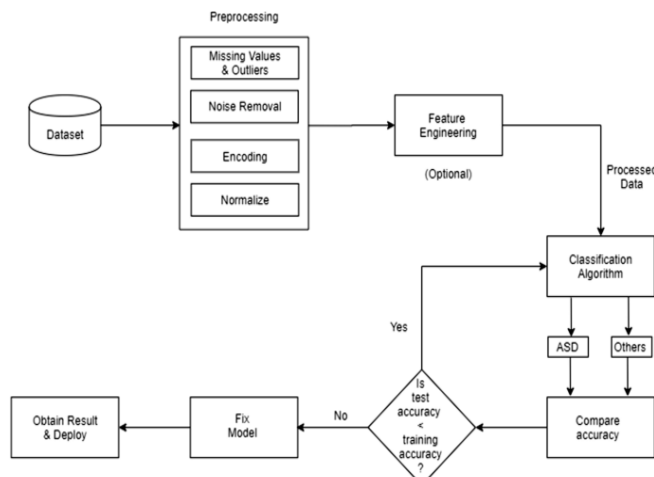 Preprocessing
Missing Values
& Outliers
Noise Removal
Encoding
Normalize
Dataset
Feature
Engineering
(Optional)
Processed
Data
Classification
Algorithm
ASD
Others
Compare
accuracy
Yes
Is
test
accuracy
<
training
accuracy
?
No
Fix
Model
Obtain Result
& Deploy